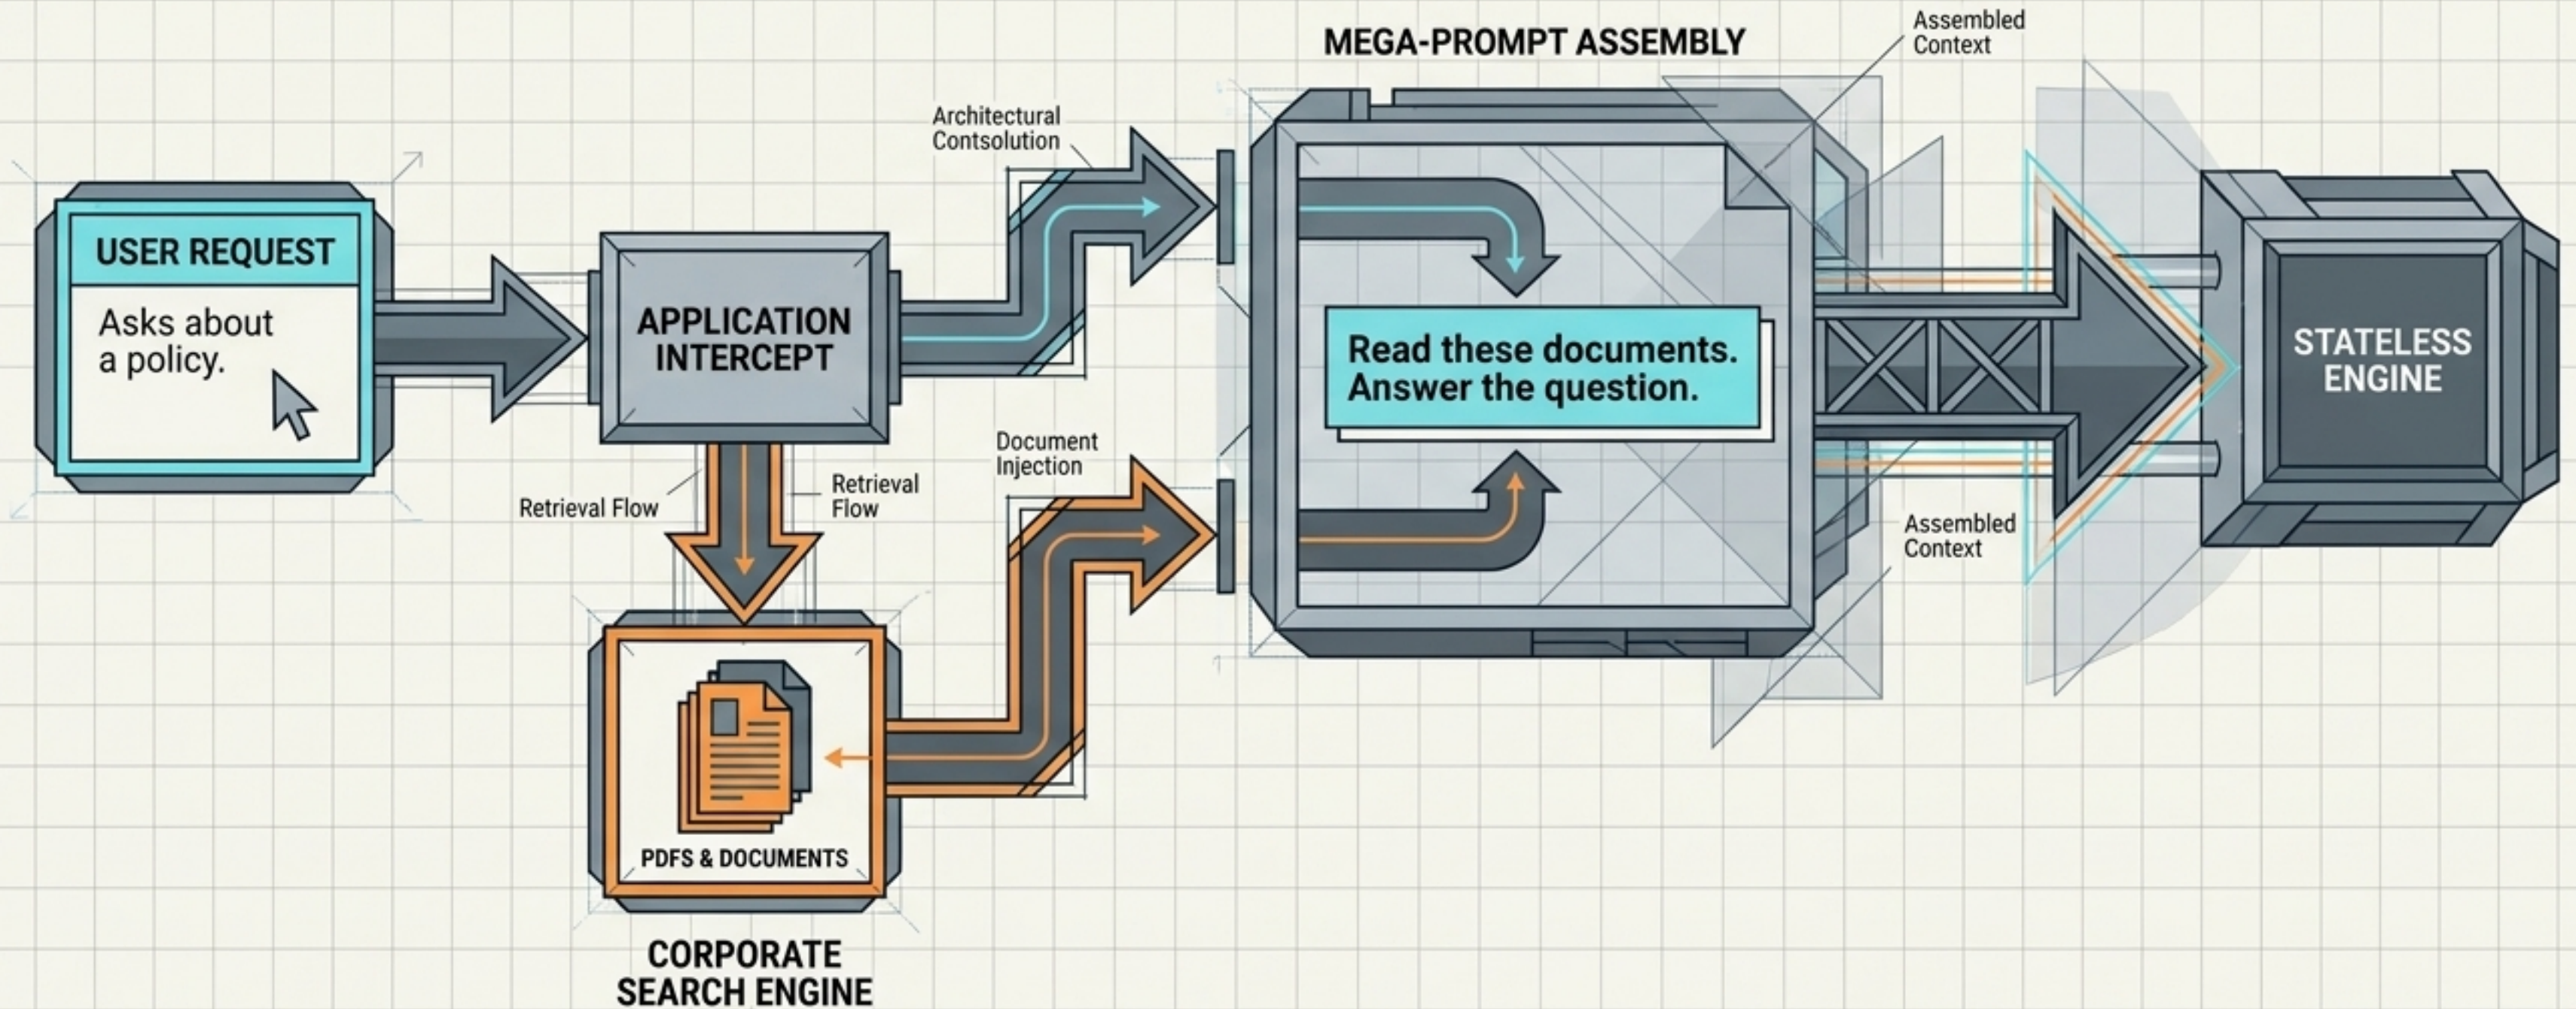 MEGA-PROMPT ASSEMBLY
Assembled
Context
Architectural
Contsolution
USER REQUEST
Asks about
a policy.
APPLICATION
INTERCEPT
Read these documents.
Answer the question.
STATELESS
ENGINE
Document
Injection
Retrieval Flow
Retrieval
Flow
Assembled
Context
PDFS & DOCUMENTS
CORPORATE
SEARCH ENGINE